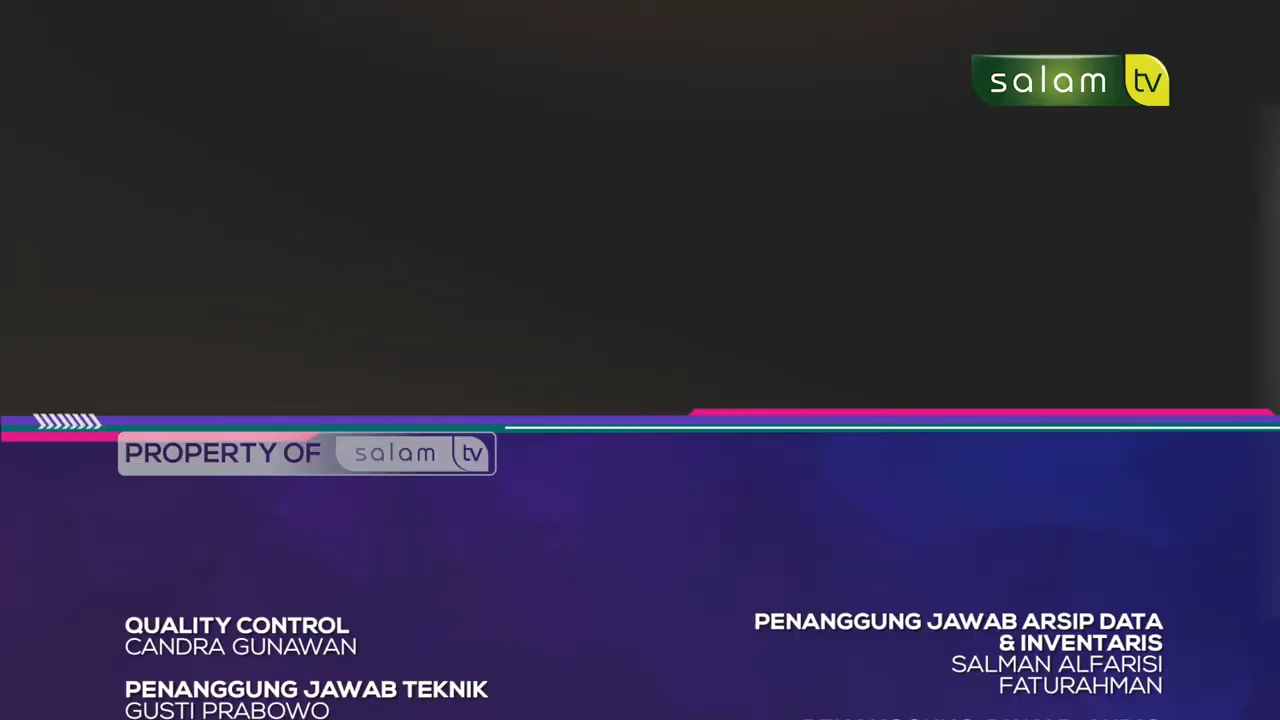 salam tv
PROPERTY OF salam tv
QUALITY CONTROL
CANDRA GUNAWAN
PENANGGUNG JAWAB TEKNIK
GUSTI PRABOWO
PENANGGUNG JAWAB ARSIP DATA
& INVENTARIS
SALMAN ALFARISI
FATURAHMAN